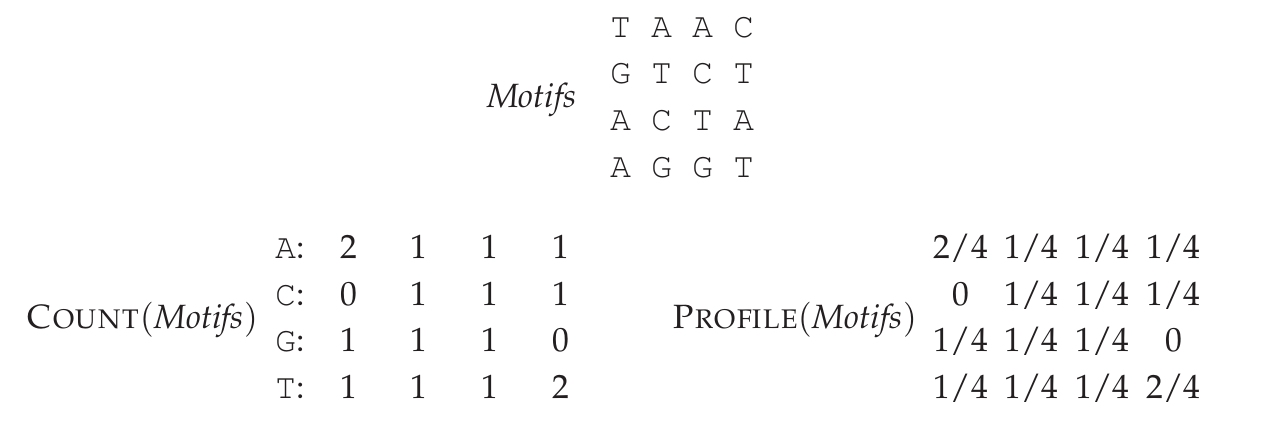 T A A C
G T C T
Motifs
A C T A
A G G T
A: 2 1 1 1 2/4 1/4 1/4 1/4
C: 0 1 1 1 0 1/4 1/4 1/4
COUNT(Motifs) PROFILE(Motifs)
G: 1 1 1 0 1/4 1/4 1/4 0
T: 1 1 1 2 1/4 1/4 1/4 2/4